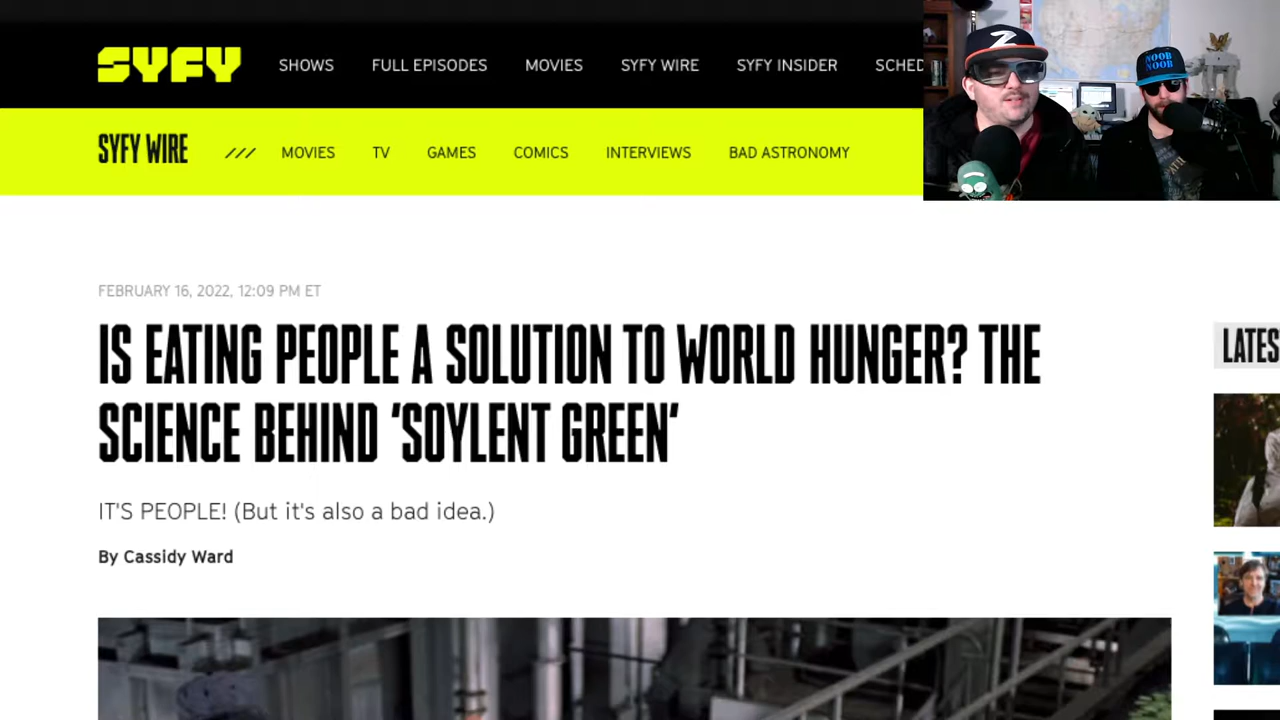 SYFY
SHOWS FULL EPISODES MOVIES SYFY WIRE SYFY INSIDER SCHED
NOOB
NOOB
Z
SYFY WIRE /// MOVIES TV GAMES COMICS INTERVIEWS BAD ASTRONOMY
FEBRUARY 16, 2022, 12:09 PM ET
IS EATING PEOPLE A SOLUTION TO WORLD HUNGER? THE
SCIENCE BEHIND 'SOYLENT GREEN'
LATES
IT'S PEOPLE! (But it's also a bad idea.)
By Cassidy Ward